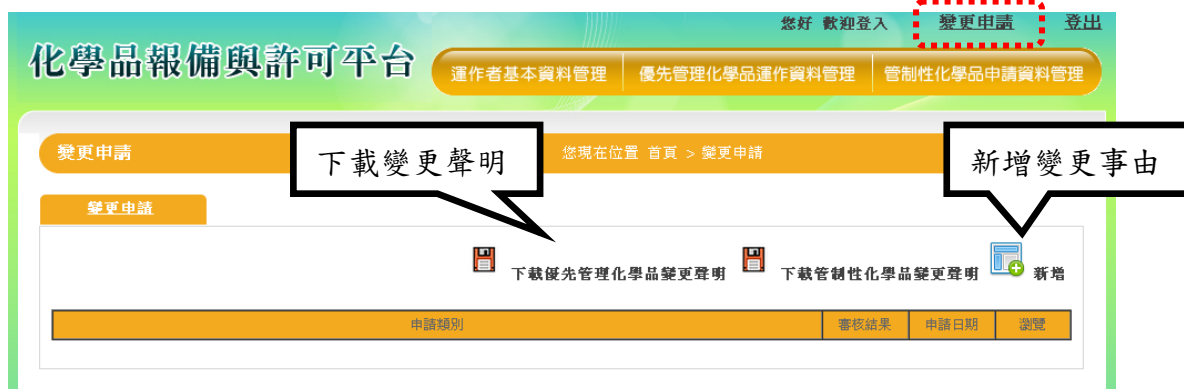 您好 歡迎登入 變更申請 登出
化學品報備與許可平台
運作者基本資料管理 優先管理化學品運作資料管理 管制性化學品申請資料管理
變更申請 下載變更聲明 您現在位置 首頁 > 變更申請 新增變更事由
變更申請
下載優先管理化學品變更聲明 下載管制性化學品變更聲明 新增
申請類別 審核結果 申請日期 瀏覽